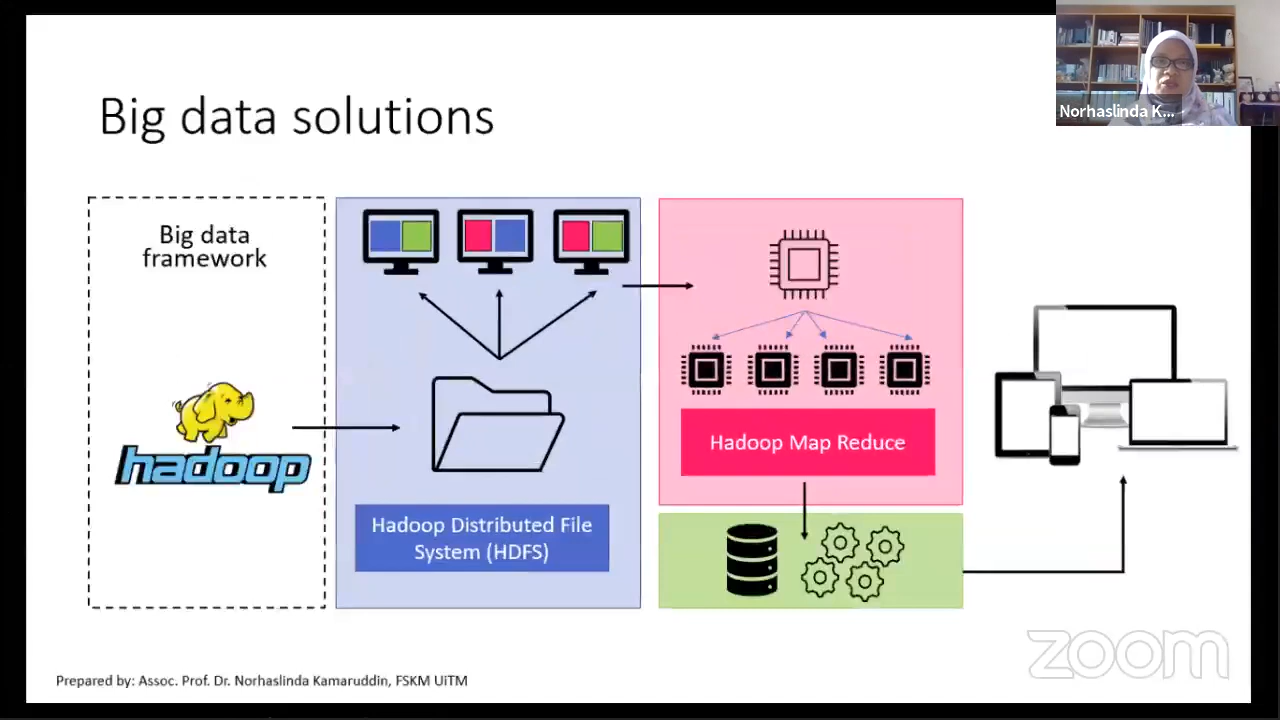 Big data solutions
Norhaslinda K...
Big data
framework
hadoop
Hadoop Distributed File
System (HDFS)
Hadoop Map Reduce
zoom
Prepared by: Assoc. Prof. Dr. Norhaslinda Kamaruddin, FSKM UiTM